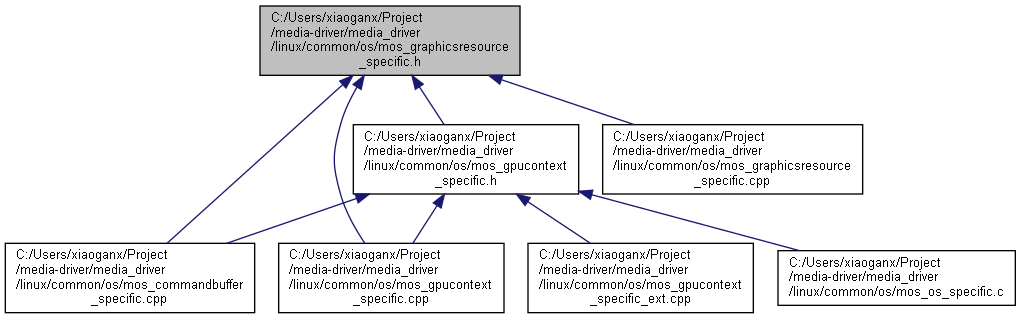 C:/Users/xiaoganx/Project
/media-driver/media_driver
/linux/common/os/mos_graphicsresource
_specific.h
C:/Users/xiaoganx/Project
/media-driver/media_driver
/linux/common/os/mos_gpucontext
_specific.h
C:/Users/xiaoganx/Project
/media-driver/media_driver
/linux/common/os/mos_graphicsresource
_specific.cpp
C:/Users/xiaoganx/Project
/media-driver/media_driver
/linux/common/os/mos_commandbuffer
_specific.cpp
C:/Users/xiaoganx/Project
/media-driver/media_driver
/linux/common/os/mos_gpucontext
_specific.cpp
C:/Users/xiaoganx/Project
/media-driver/media_driver
/linux/common/os/mos_gpucontext
_specific_ext.cpp
C:/Users/xiaoganx/Project
/media-driver/media_driver
/linux/common/os/mos_os_specific.c